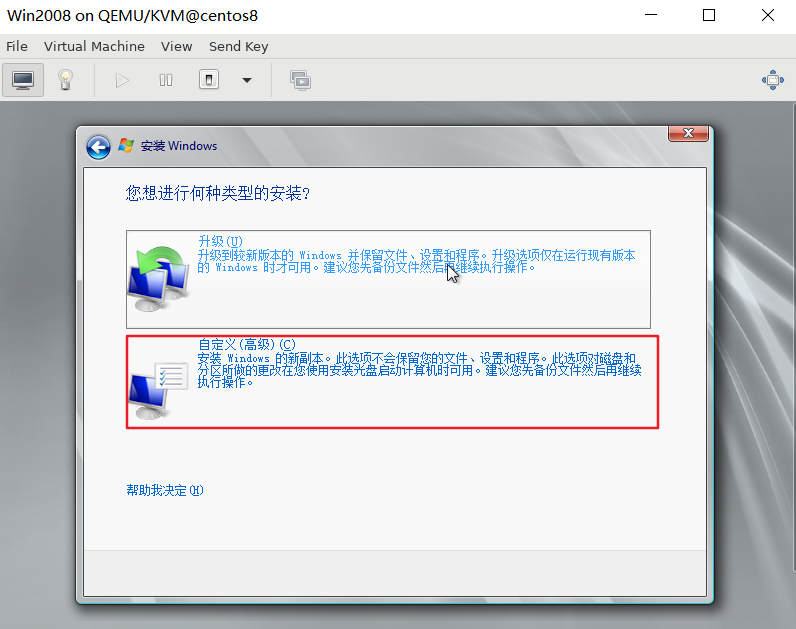 Win2008 on QEMU/KVM@centos8
File Virtual Machine View Send Key
安装 Windows
您想进行何种类型的安装?
升级(U)
升级到较新版本的 Windows 并保留文件、设置和程序。升级选项仅在运行现有版本
的 Windows 时才可用。建议您先备份文件然后再继续执行操作。
自定义(高级)(C)
安装 Windows 的新副本。此选项不会保留您的文件、设置和程序。此选项对磁盘和
分区所做的更改在您使用安装光盘启动计算机时可用。建议您先备份文件然后再继续
执行操作。
帮助我决定(H)